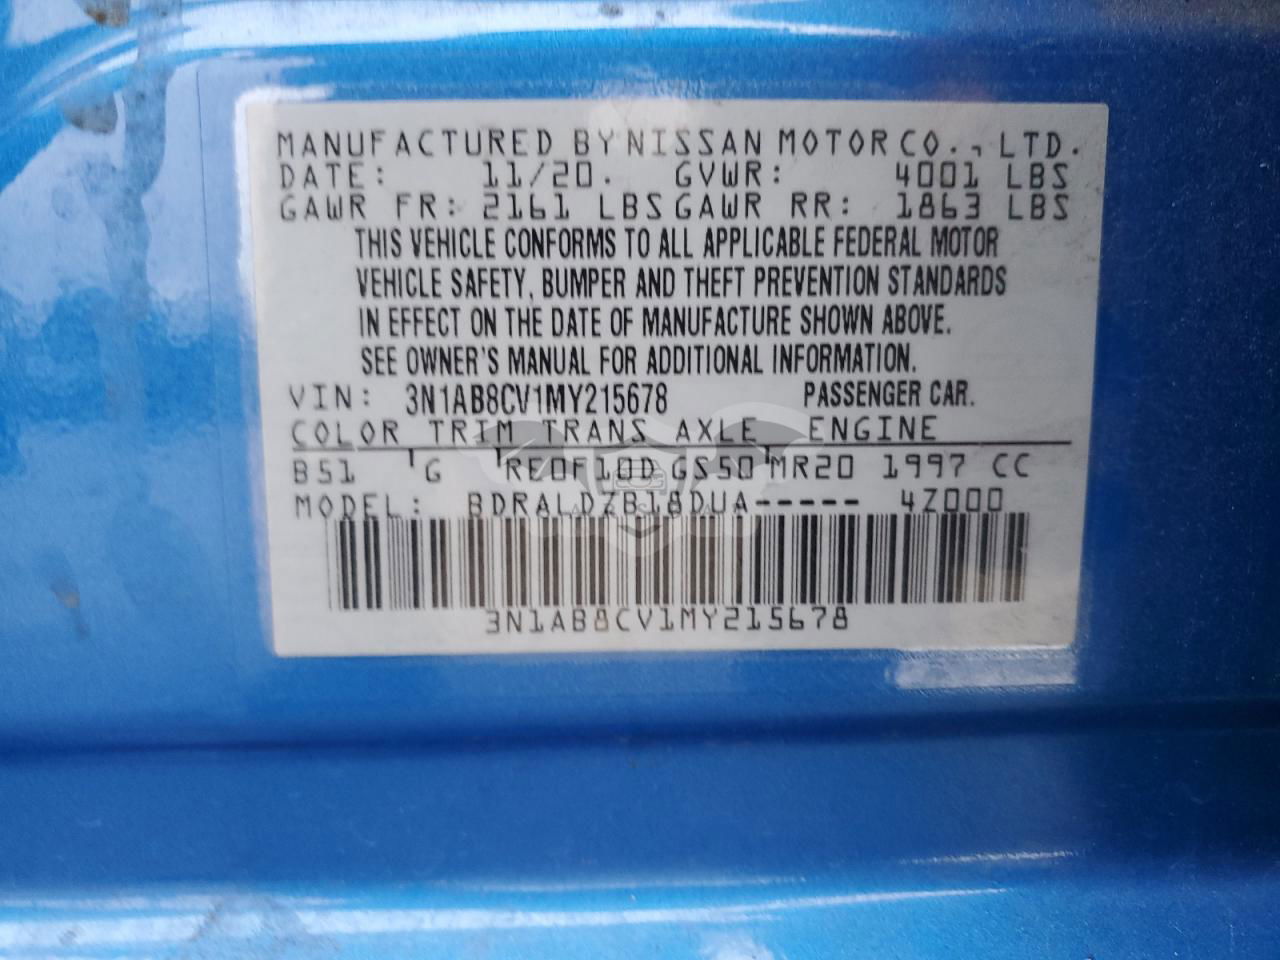 MANUFACTURED BY NISSAN MOTOR CO., LTD.
DATE: 11/20. GVWR: 4001 LBS
GAWR FR: 2161 LBS GAWR RR: 1863 LBS
THIS VEHICLE CONFORMS TO ALL APPLICABLE FEDERAL MOTOR
VEHICLE SAFETY, BUMPER AND THEFT PREVENTION STANDARDS
IN EFFECT ON THE DATE OF MANUFACTURE SHOWN ABOVE.
SEE OWNER'S MANUAL FOR ADDITIONAL INFORMATION.
VIN: 3N1AB8CV1MY215678 PASSENGER CAR.
COLOR TRIM TRANS AXLE ENGINE
B51 G RE0F10D GS50 MR20 1997 CC
MODEL: BDRALDZB18DUA----- 4Z000
3N1AB8CV1MY215678